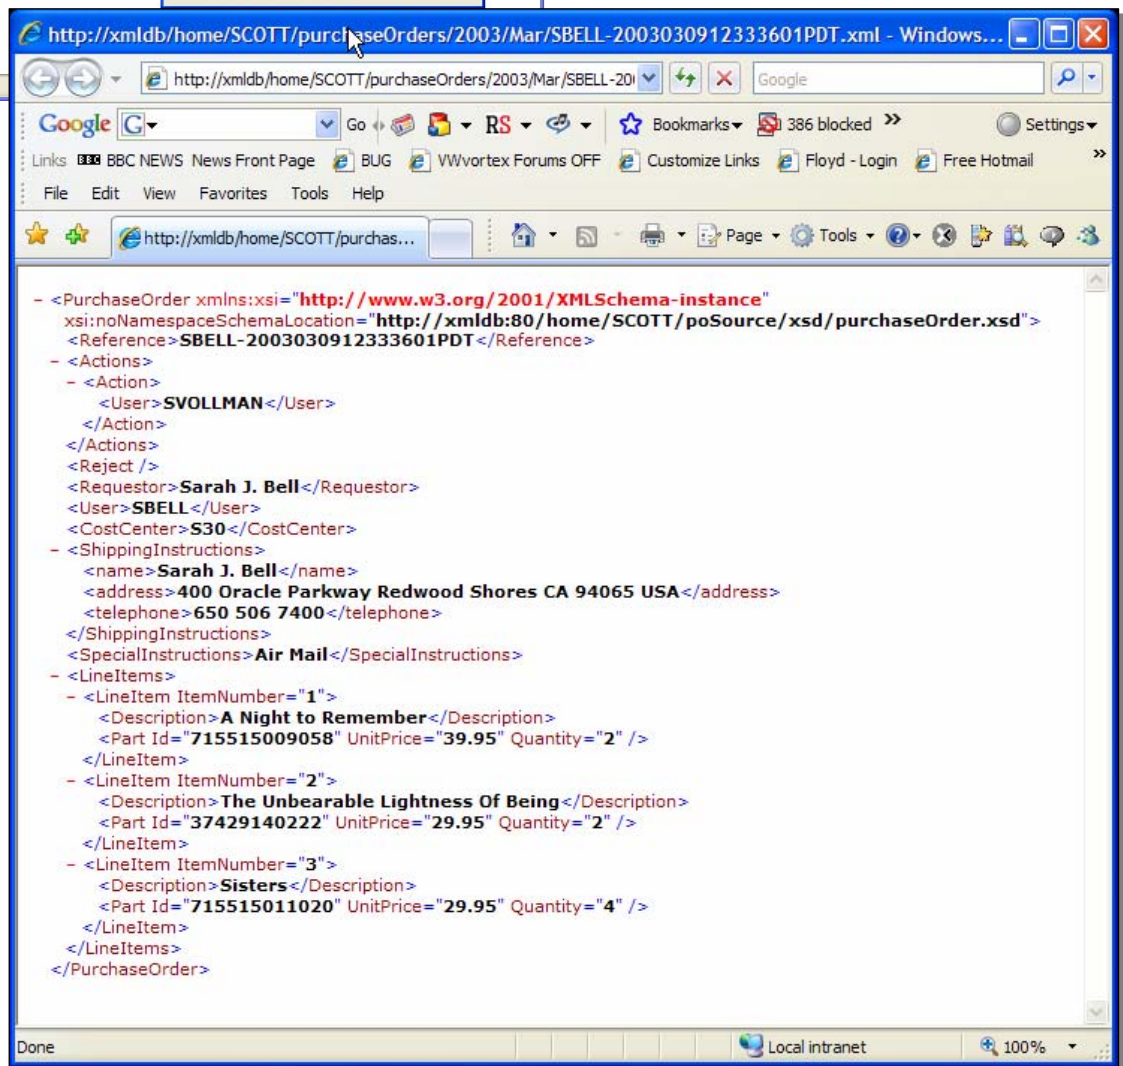 http://xmldb/home/SCOTT/purchaseOrders/2003/Mar/SBELL-2003030912333601PDT.xml - Windows...
http://xmldb/home/SCOTT/purchaseOrders/2003/Mar/SBELL-20 Google
Google G Go RS Bookmarks 386 blocked » Settings
Links BBC BBC NEWS News Front Page BUG VWvortex Forums OFF Customize Links Floyd - Login Free Hotmail »
File Edit View Favorites Tools Help
http://xmldb/home/SCOTT/purchas... Page Tools
- <PurchaseOrder xmlns:xsi="http://www.w3.org/2001/XMLSchema-instance"
xsi:noNamespaceSchemaLocation="http://xmldb:80/home/SCOTT/poSource/xsd/purchaseOrder.xsd">
<Reference>SBELL-2003030912333601PDT</Reference>
- <Actions>
- <Action>
<User>SVOLLMAN</User>
</Action>
</Actions>
<Reject />
<Requestor>Sarah J. Bell</Requestor>
<User>SBELL</User>
<CostCenter>S30</CostCenter>
- <ShippingInstructions>
<name>Sarah J. Bell</name>
<address>400 Oracle Parkway Redwood Shores CA 94065 USA</address>
<telephone>650 506 7400</telephone>
</ShippingInstructions>
<SpecialInstructions>Air Mail</SpecialInstructions>
- <LineItems>
- <LineItem ItemNumber="1">
<Description>A Night to Remember</Description>
<Part Id="715515009058" UnitPrice="39.95" Quantity="2" />
</LineItem>
- <LineItem ItemNumber="2">
<Description>The Unbearable Lightness Of Being</Description>
<Part Id="37429140222" UnitPrice="29.95" Quantity="2" />
</LineItem>
- <LineItem ItemNumber="3">
<Description>Sisters</Description>
<Part Id="715515011020" UnitPrice="29.95" Quantity="4" />
</LineItem>
</LineItems>
</PurchaseOrder>
Done Local intranet 100%